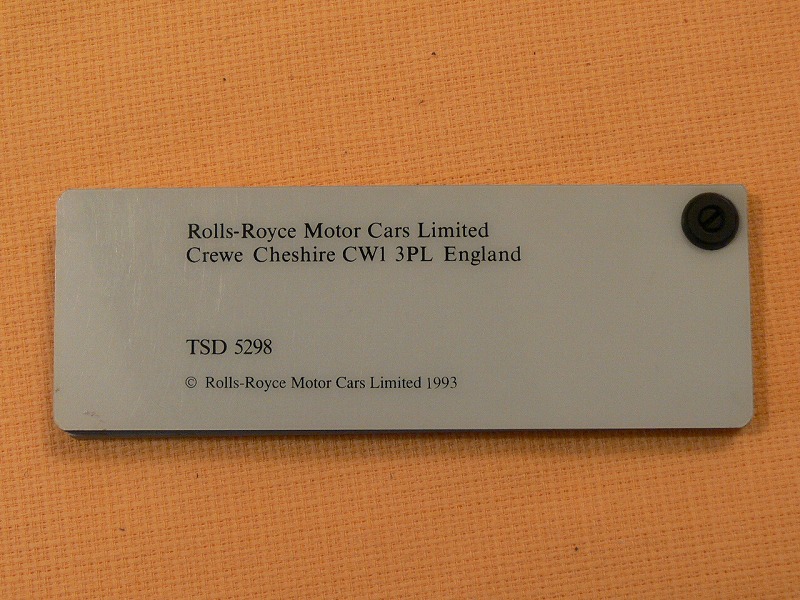 Rolls-Royce Motor Cars Limited
Crewe Cheshire CW1 3PL England
TSD 5298
© Rolls-Royce Motor Cars Limited 1993